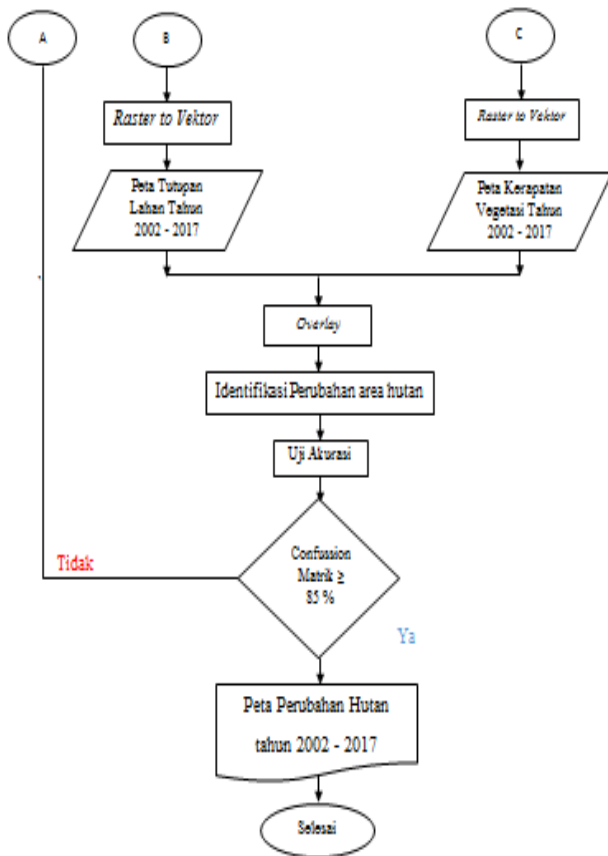 A
B
C
Raster to Vektor
Raster to Vektor
Peta Tutupan
Lahan Tahun
2002 - 2017
Peta Kerapatan
Vegetasi Tahun
2002 - 2017
Overlay
Identifikasi Perubahan area hutan
Uji Akurasi
Confussion
Matrik ≥
85 %
Tidak
Ya
Peta Perubahan Hutan
tahun 2002 - 2017
Selesai